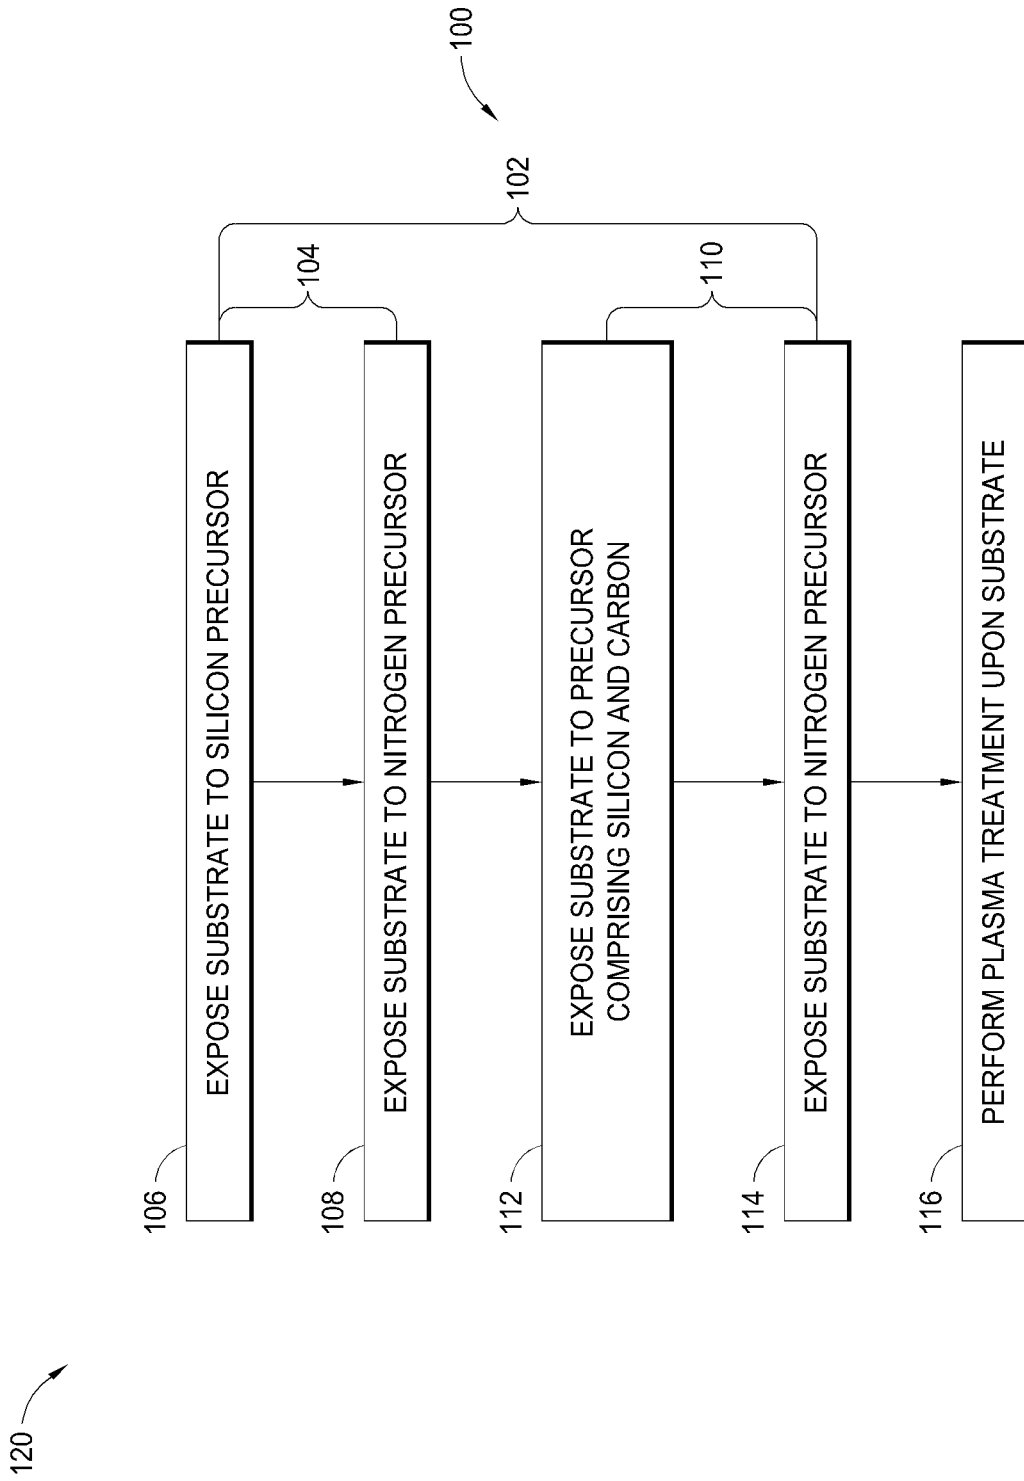 120
100
102
104
110
106
EXPOSE SUBSTRATE TO SILICON PRECURSOR
108
EXPOSE SUBSTRATE TO NITROGEN PRECURSOR
112
EXPOSE SUBSTRATE TO PRECURSOR
COMPRISING SILICON AND CARBON
114
EXPOSE SUBSTRATE TO NITROGEN PRECURSOR
116
PERFORM PLASMA TREATMENT UPON SUBSTRATE